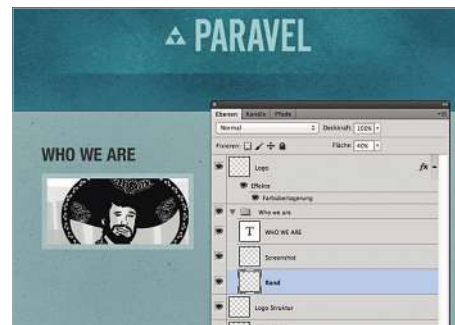 PARAVEL
WHO WE ARE
Ebenen Kanäle Pfade
Normal Deckkraft: 100%
Fixieren: Fläche: 40%
Logo fx
Effekte
Farbüberlagerung
Who we are
T WHO WE ARE
Screenshot
Rand
Logo Struktur